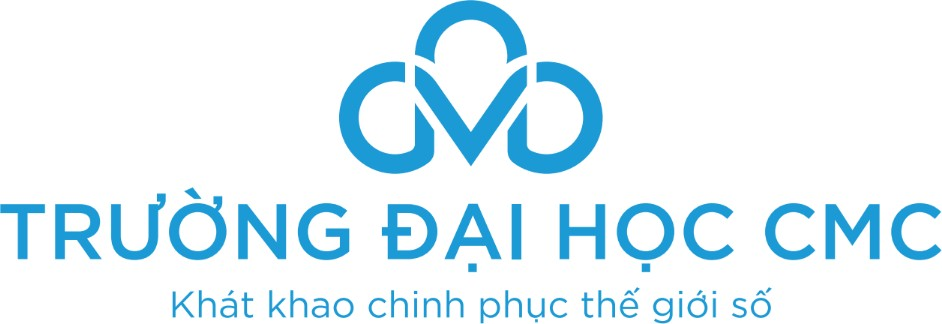 TRƯỜNG ĐẠI HỌC CMC
Khát khao chinh phục thế giới số